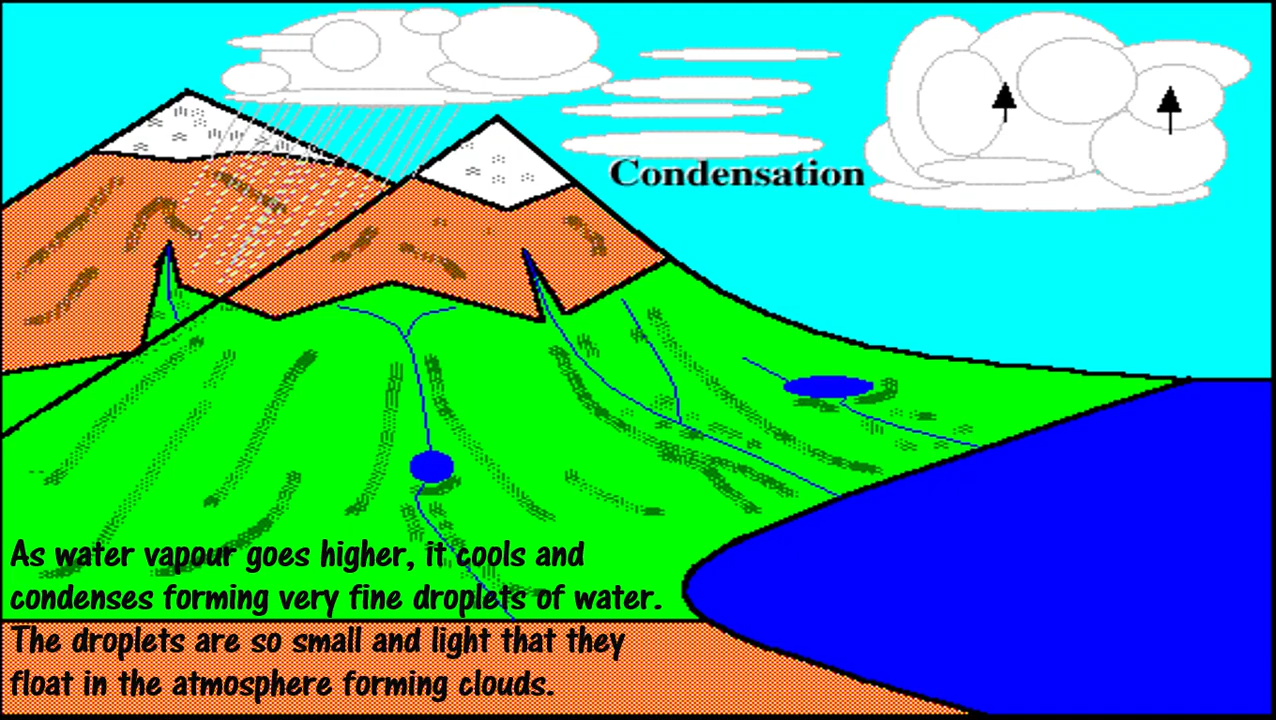 Condensation
As water vapour goes higher, it cools and
condenses forming very fine droplets of water.
The droplets are so small and light that they
float in the atmosphere forming clouds.